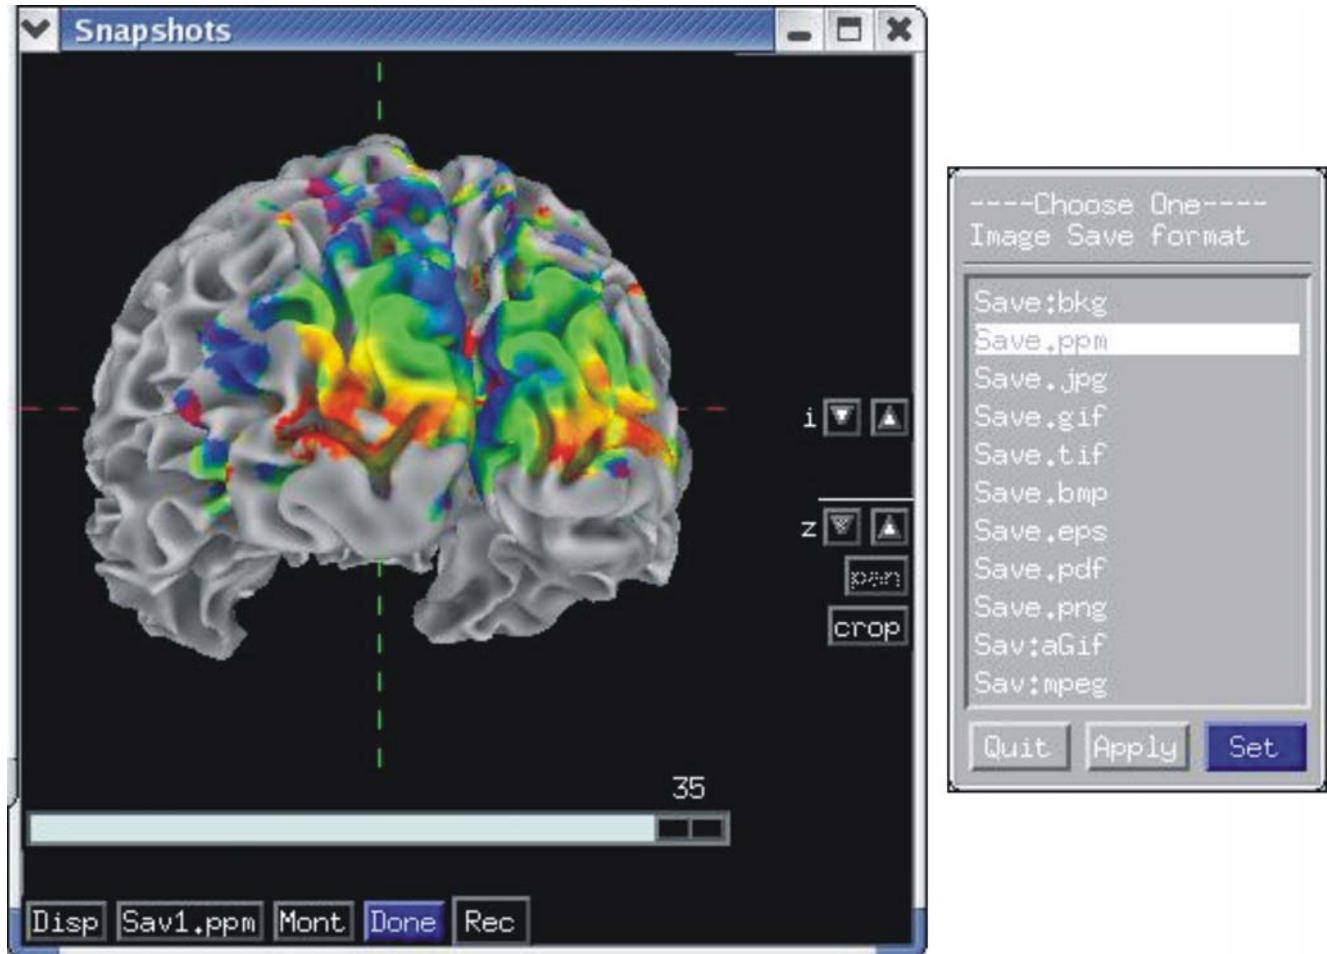 Snapshots
i
z
pan
crop
35
Disp Sav1.ppm Mont Done Rec
----Choose One----
Image Save format
Save:bkg
Save.ppm
Save.jpg
Save.gif
Save.tif
Save.bmp
Save.eps
Save.pdf
Save.png
Sav:aGif
Sav:mpeg
Quit Apply Set